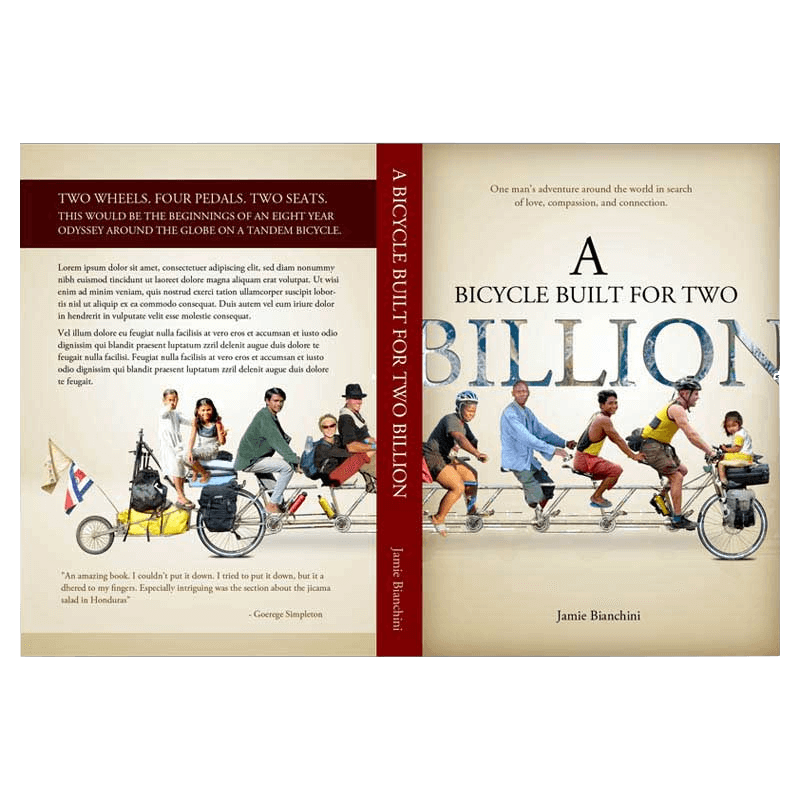 TWO WHEELS. FOUR PEDALS. TWO SEATS.
THIS WOULD BE THE BEGINNINGS OF AN EIGHT YEAR
ODYSSEY AROUND THE GLOBE ON A TANDEM BICYCLE.
Lorem ipsum dolor sit amet, consectetuer adipiscing elit, sed diam nonummy
nibh euismod tincidunt ut laoreet dolore magna aliquam erat volutpat. Ut wisi
enim ad minim veniam, quis nostrud exerci tation ullamcorper suscipit lobor-
tis nisl ut aliquip ex ea commodo consequat. Duis autem vel eum iriure dolor
in hendrerit in vulputate velit esse molestie consequat.
Vel illum dolore eu feugiat nulla facilisis at vero eros et accumsan et iusto odio
dignissim qui blandit praesent luptatum zzril delenit augue duis dolore te
feugait nulla facilisi. Feugiat nulla facilisis at vero eros et accumsan et iusto
odio dignissim qui blandit praesent luptatum zzril delenit augue duis dolore
te feugait.
"An amazing book. I couldn't put it down. I tried to put it down, but it a
dhered to my fingers. Especially intriguing was the section about the jicama
salad in Honduras"
- Goerege Simpleton
A BICYCLE BUILT FOR TWO BILLION
Jamie Bianchini
One man's adventure around the world in search
of love, compassion, and connection.
A
BICYCLE BUILT FOR TWO
BILLION
Jamie Bianchini